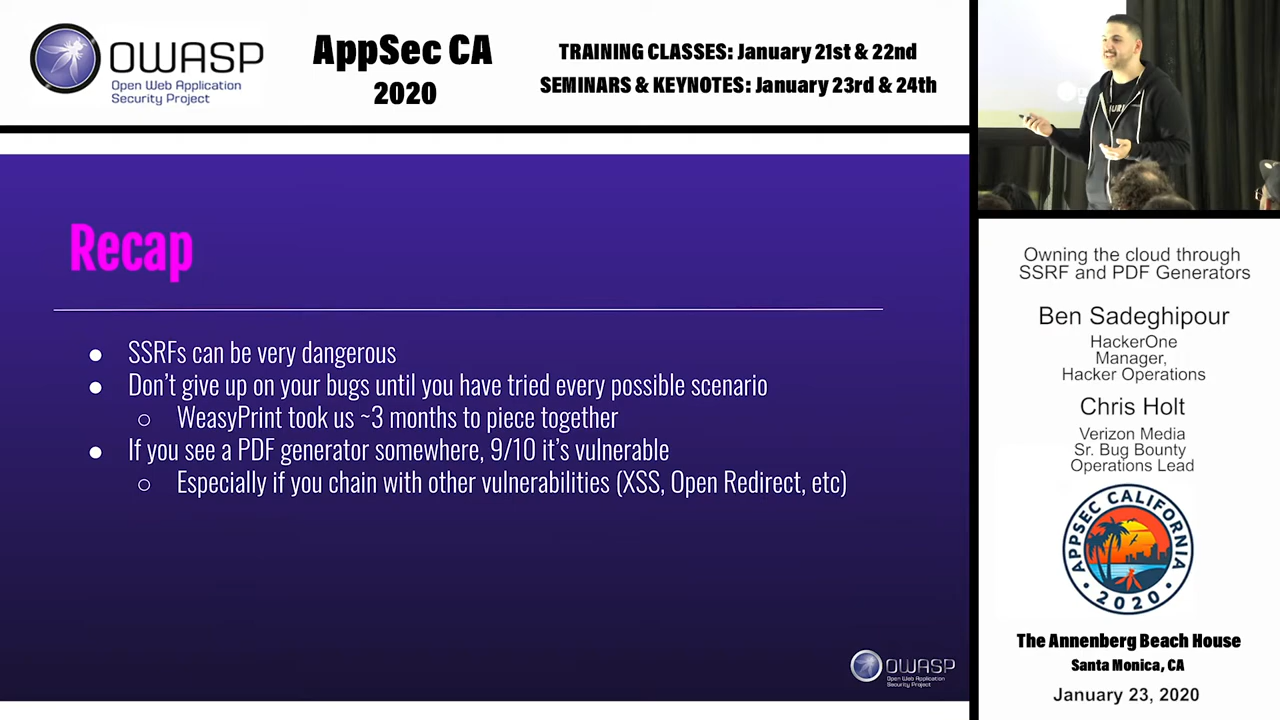 OWASP
Open Web Application
Security Project
AppSec CA
2020
TRAINING CLASSES: January 21st & 22nd
SEMINARS & KEYNOTES: January 23rd & 24th
Recap
● SSRFs can be very dangerous
● Don't give up on your bugs until you have tried every possible scenario
○ WeasyPrint took us ~3 months to piece together
● If you see a PDF generator somewhere, 9/10 it's vulnerable
○ Especially if you chain with other vulnerabilities (XSS, Open Redirect, etc)
OWASP
Open Web Application
Security Project
Owning the cloud through
SSRF and PDF Generators
Ben Sadeghipour
HackerOne
Manager,
Hacker Operations
Chris Holt
Verizon Media
Sr. Bug Bounty
Operations Lead
APPSEC CALIFORNIA
• 2020 •
The Annenberg Beach House
Santa Monica, CA
January 23, 2020